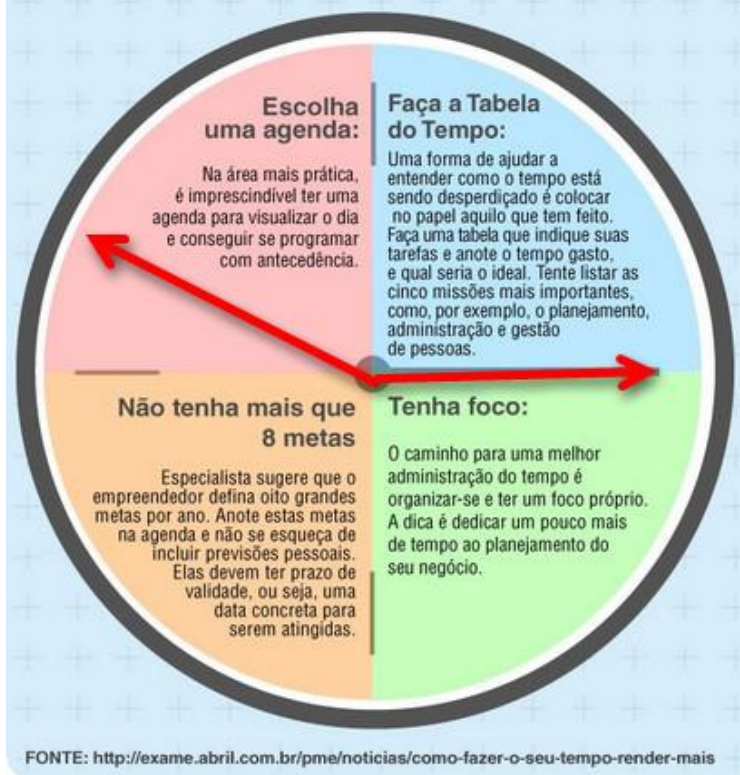 Escolha
uma agenda:
Na área mais prática,
é imprescindível ter uma
agenda para visualizar o dia
e conseguir se programar
com antecedência.
Faça a Tabela
do Tempo:
Uma forma de ajudar a
entender como o tempo está
sendo desperdiçado é colocar
no papel aquilo que tem feito.
Faça uma tabela que indique suas
tarefas e anote o tempo gasto,
e qual seria o ideal. Tente listar as
cinco missões mais importantes,
como, por exemplo, o planejamento,
administração e gestão
de pessoas.
Não tenha mais que
8 metas
Especialista sugere que o
empreendedor defina oito grandes
metas por ano. Anote estas metas
na agenda e não se esqueça de
incluir previsões pessoais.
Elas devem ter prazo de
validade, ou seja, uma
data concreta para
serem atingidas.
Tenha foco:
O caminho para uma melhor
administração do tempo é
organizar-se e ter um foco próprio.
A dica é dedicar um pouco mais
de tempo ao planejamento do
seu negócio.
FONTE: http://exame.abril.com.br/pme/noticias/como-fazer-o-seu-tempo-render-mais